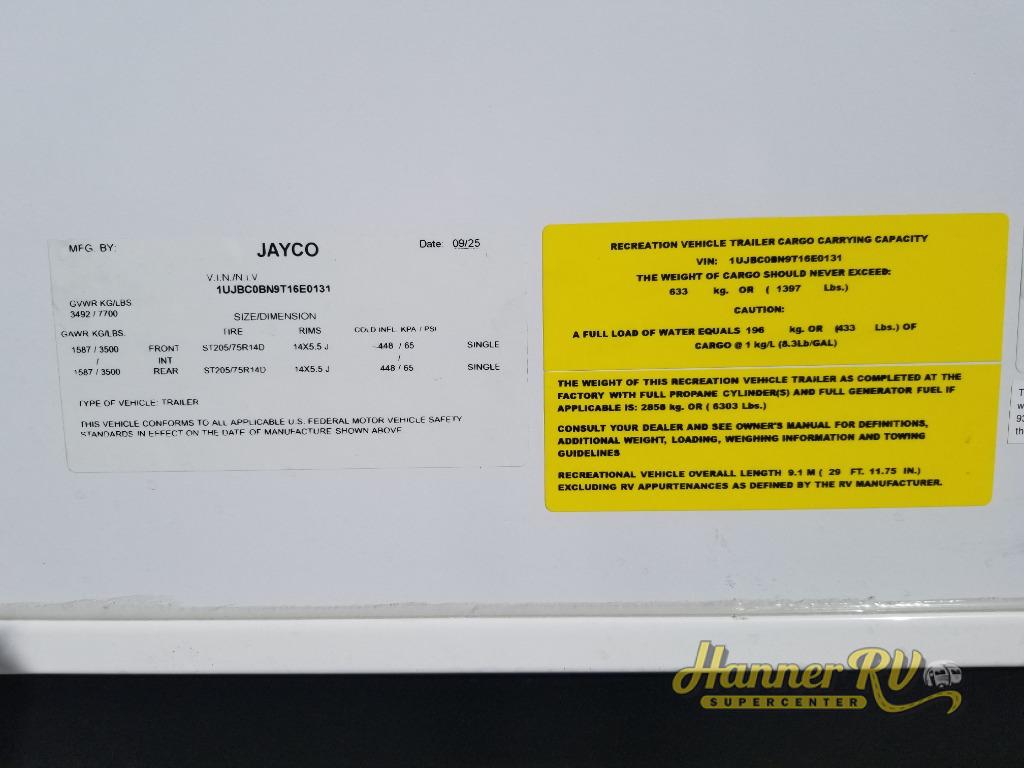 MFG. BY:
JAYCO
Date: 09/25
V.I.N./N.I.V
1UJBC0BN9T16E0131
GVWR KG/LBS.
3492 / 7700
SIZE/DIMENSION
GAWR KG/LBS. TIRE RIMS COLD INFL. KPA / PSI
1587 / 3500 FRONT ST205/75R14D 14X5.5 J 448 / 65 SINGLE
/ INT /
1587 / 3500 REAR ST205/75R14D 14X5.5 J 448 / 65 SINGLE
TYPE OF VEHICLE: TRAILER
THIS VEHICLE CONFORMS TO ALL APPLICABLE U.S. FEDERAL MOTOR VEHICLE SAFETY
STANDARDS IN EFFECT ON THE DATE OF MANUFACTURE SHOWN ABOVE
RECREATION VEHICLE TRAILER CARGO CARRYING CAPACITY
VIN: 1UJBC0BN9T16E0131
THE WEIGHT OF CARGO SHOULD NEVER EXCEED:
633 kg. OR ( 1397 Lbs.)
CAUTION:
A FULL LOAD OF WATER EQUALS 196 kg. OR (433 Lbs.) OF
CARGO @ 1 kg/L (8.3Lb/GAL)
THE WEIGHT OF THIS RECREATION VEHICLE TRAILER AS COMPLETED AT THE
FACTORY WITH FULL PROPANE CYLINDER(S) AND FULL GENERATOR FUEL IF
APPLICABLE IS: 2858 kg. OR ( 6303 Lbs.)
CONSULT YOUR DEALER AND SEE OWNER'S MANUAL FOR DEFINITIONS,
ADDITIONAL WEIGHT, LOADING, WEIGHING INFORMATION AND TOWING
GUIDELINES
RECREATIONAL VEHICLE OVERALL LENGTH 9.1 M ( 29 FT. 11.75 IN.)
EXCLUDING RV APPURTENANCES AS DEFINED BY THE RV MANUFACTURER.
Hanner RV
SUPERCENTER